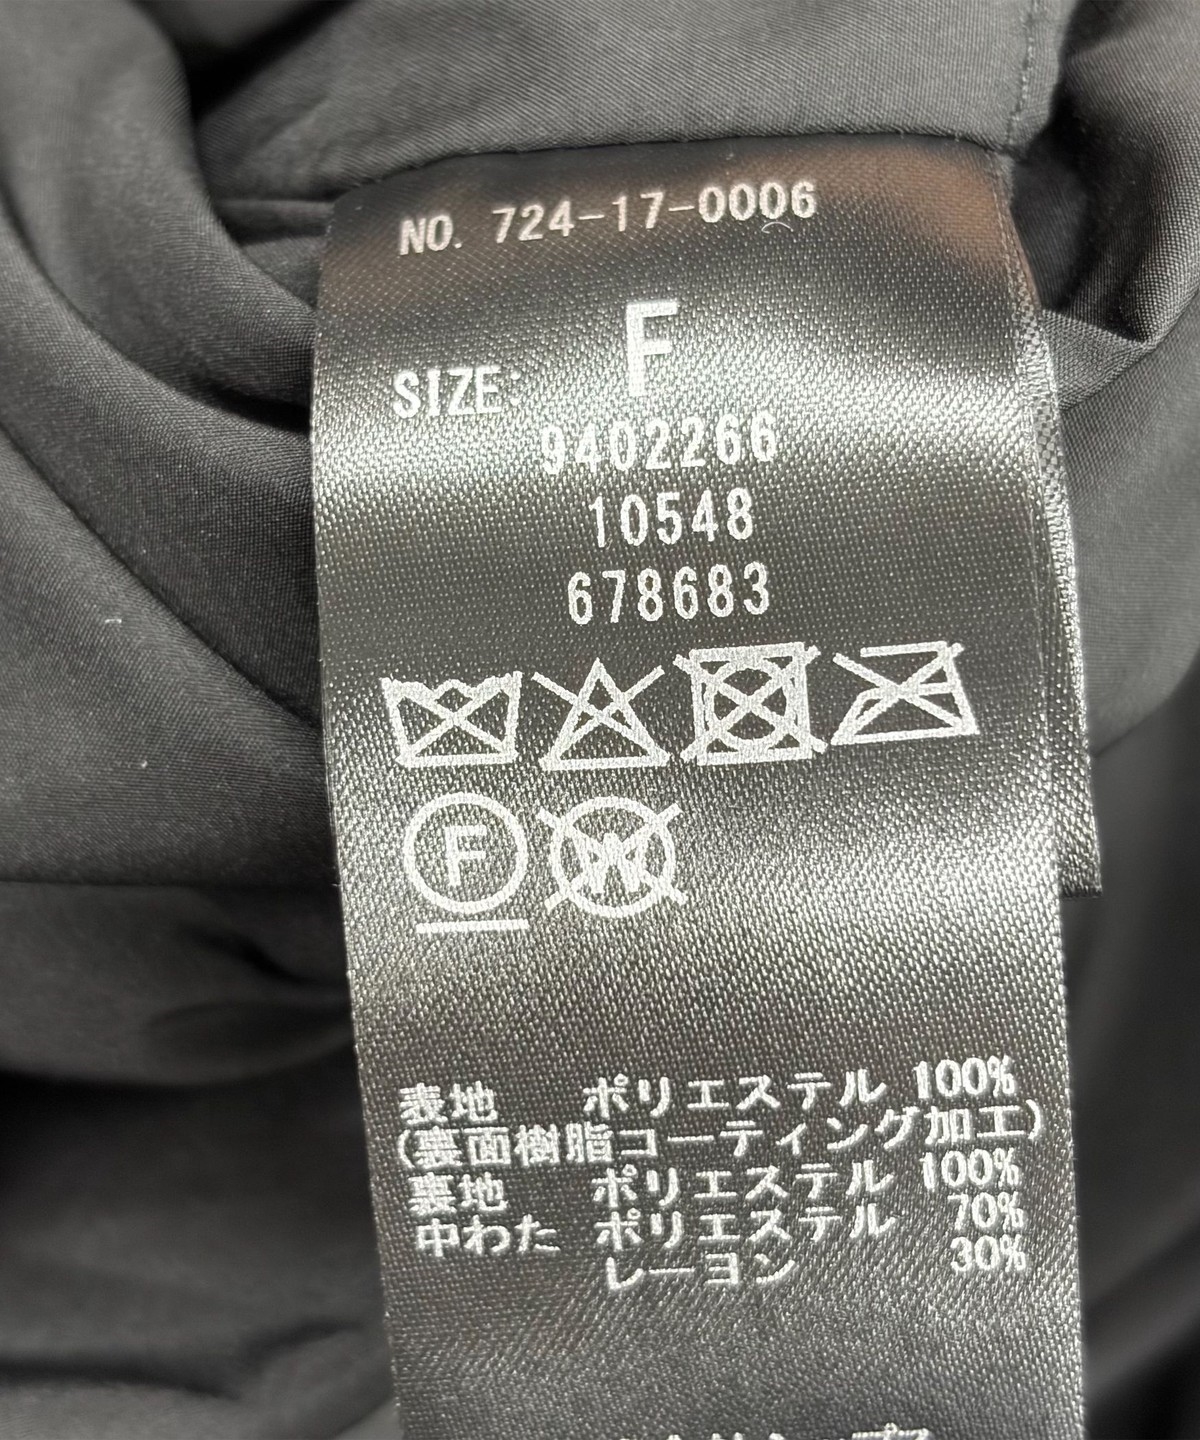 NO. 724-17-0006
SIZE: F
9402266
10548
678683
F
W
表地 ポリエステル 100%
(裏面樹脂コーティング加工)
裏地 ポリエステル 100%
中わた ポリエステル 70%
レーヨン 30%